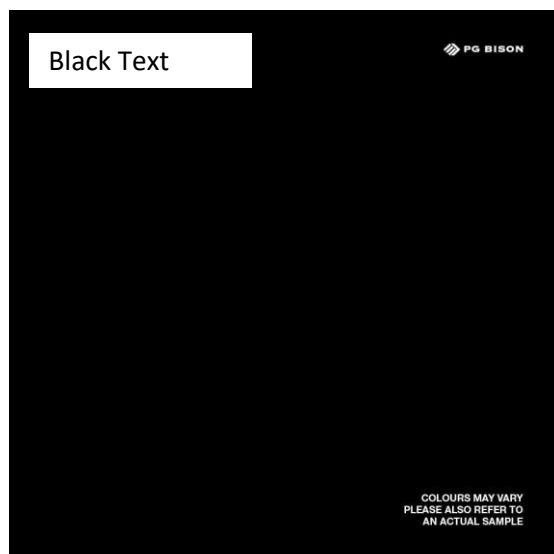 Black Text
PG BISON
COLOURS MAY VARY
PLEASE ALSO REFER TO
AN ACTUAL SAMPLE